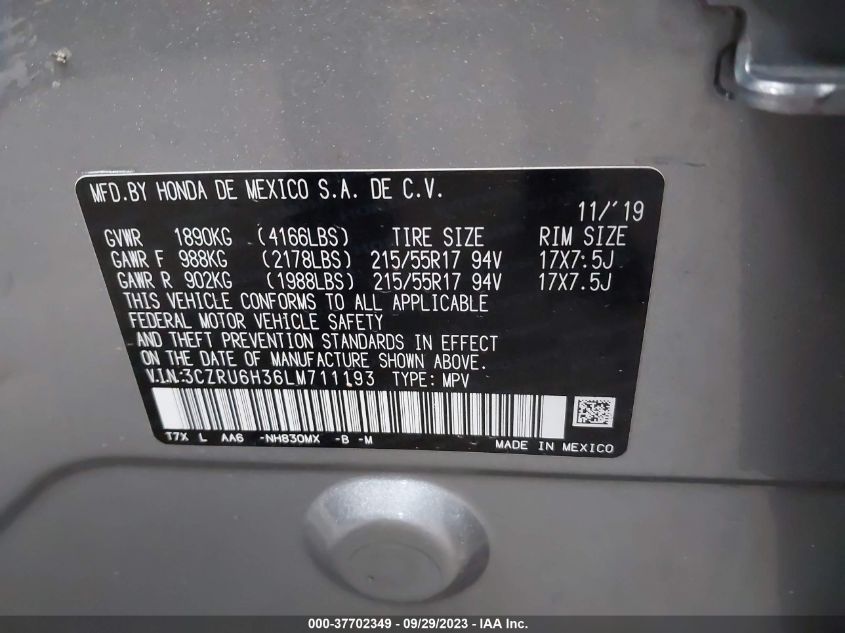 MFD.BY HONDA DE MEXICO S.A. DE C.V.
11/'19
GVWR 1890KG (4166LBS) TIRE SIZE RIM SIZE
GAWR F 988KG (2178LBS) 215/55R17 94V 17X7.5J
GAWR R 902KG (1988LBS) 215/55R17 94V 17X7.5J
THIS VEHICLE CONFORMS TO ALL APPLICABLE
FEDERAL MOTOR VEHICLE SAFETY
AND THEFT PREVENTION STANDARDS IN EFFECT
ON THE DATE OF MANUFACTURE SHOWN ABOVE.
VIN:3CZRU6H36LM711193 TYPE: MPV
T7X L AA6 -NH830MX -B -M
MADE IN MEXICO
000-37702349 - 09/29/2023 - IAA Inc.